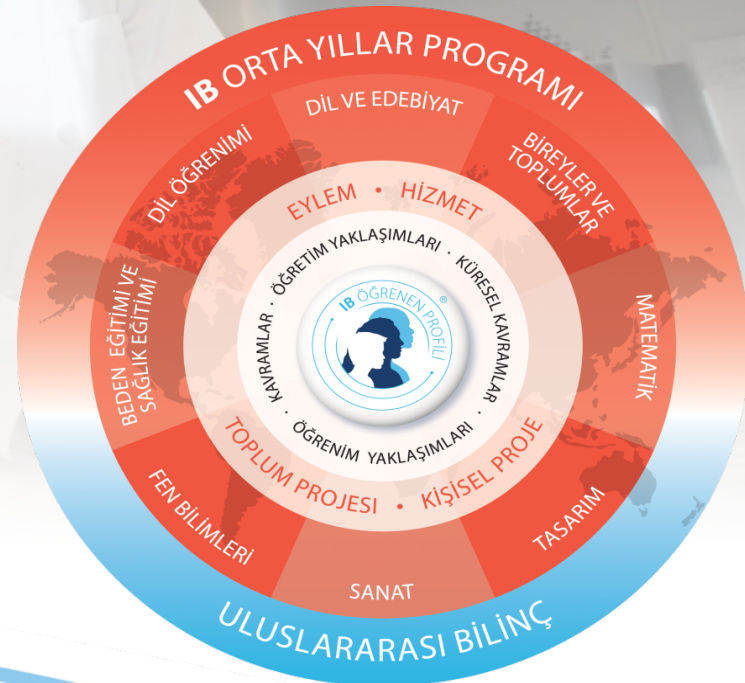 IB ORTA YILLAR PROGRAMI
DİL VE EDEBİYAT
BİREYLER VE
TOPLUMLAR
MATEMATİK
TASARIM
SANAT
FEN BİLİMLERİ
BEDEN EĞİTİMİ VE
SAĞLIK EĞİTİMİ
DİL ÖĞRENİMİ
EYLEM • HİZMET
KİŞİSEL PROJE
•
TOPLUM PROJESI
ÖĞRETİM YAKLAŞIMLARI ·
KÜRESEL KAVRAMLAR ·
ÖĞRENİM YAKLAŞIMLARI ·
KAVRAMLAR ·
IB ÖĞRENEN PROFİLİ ®
ULUSLARARASI BİLİNÇ